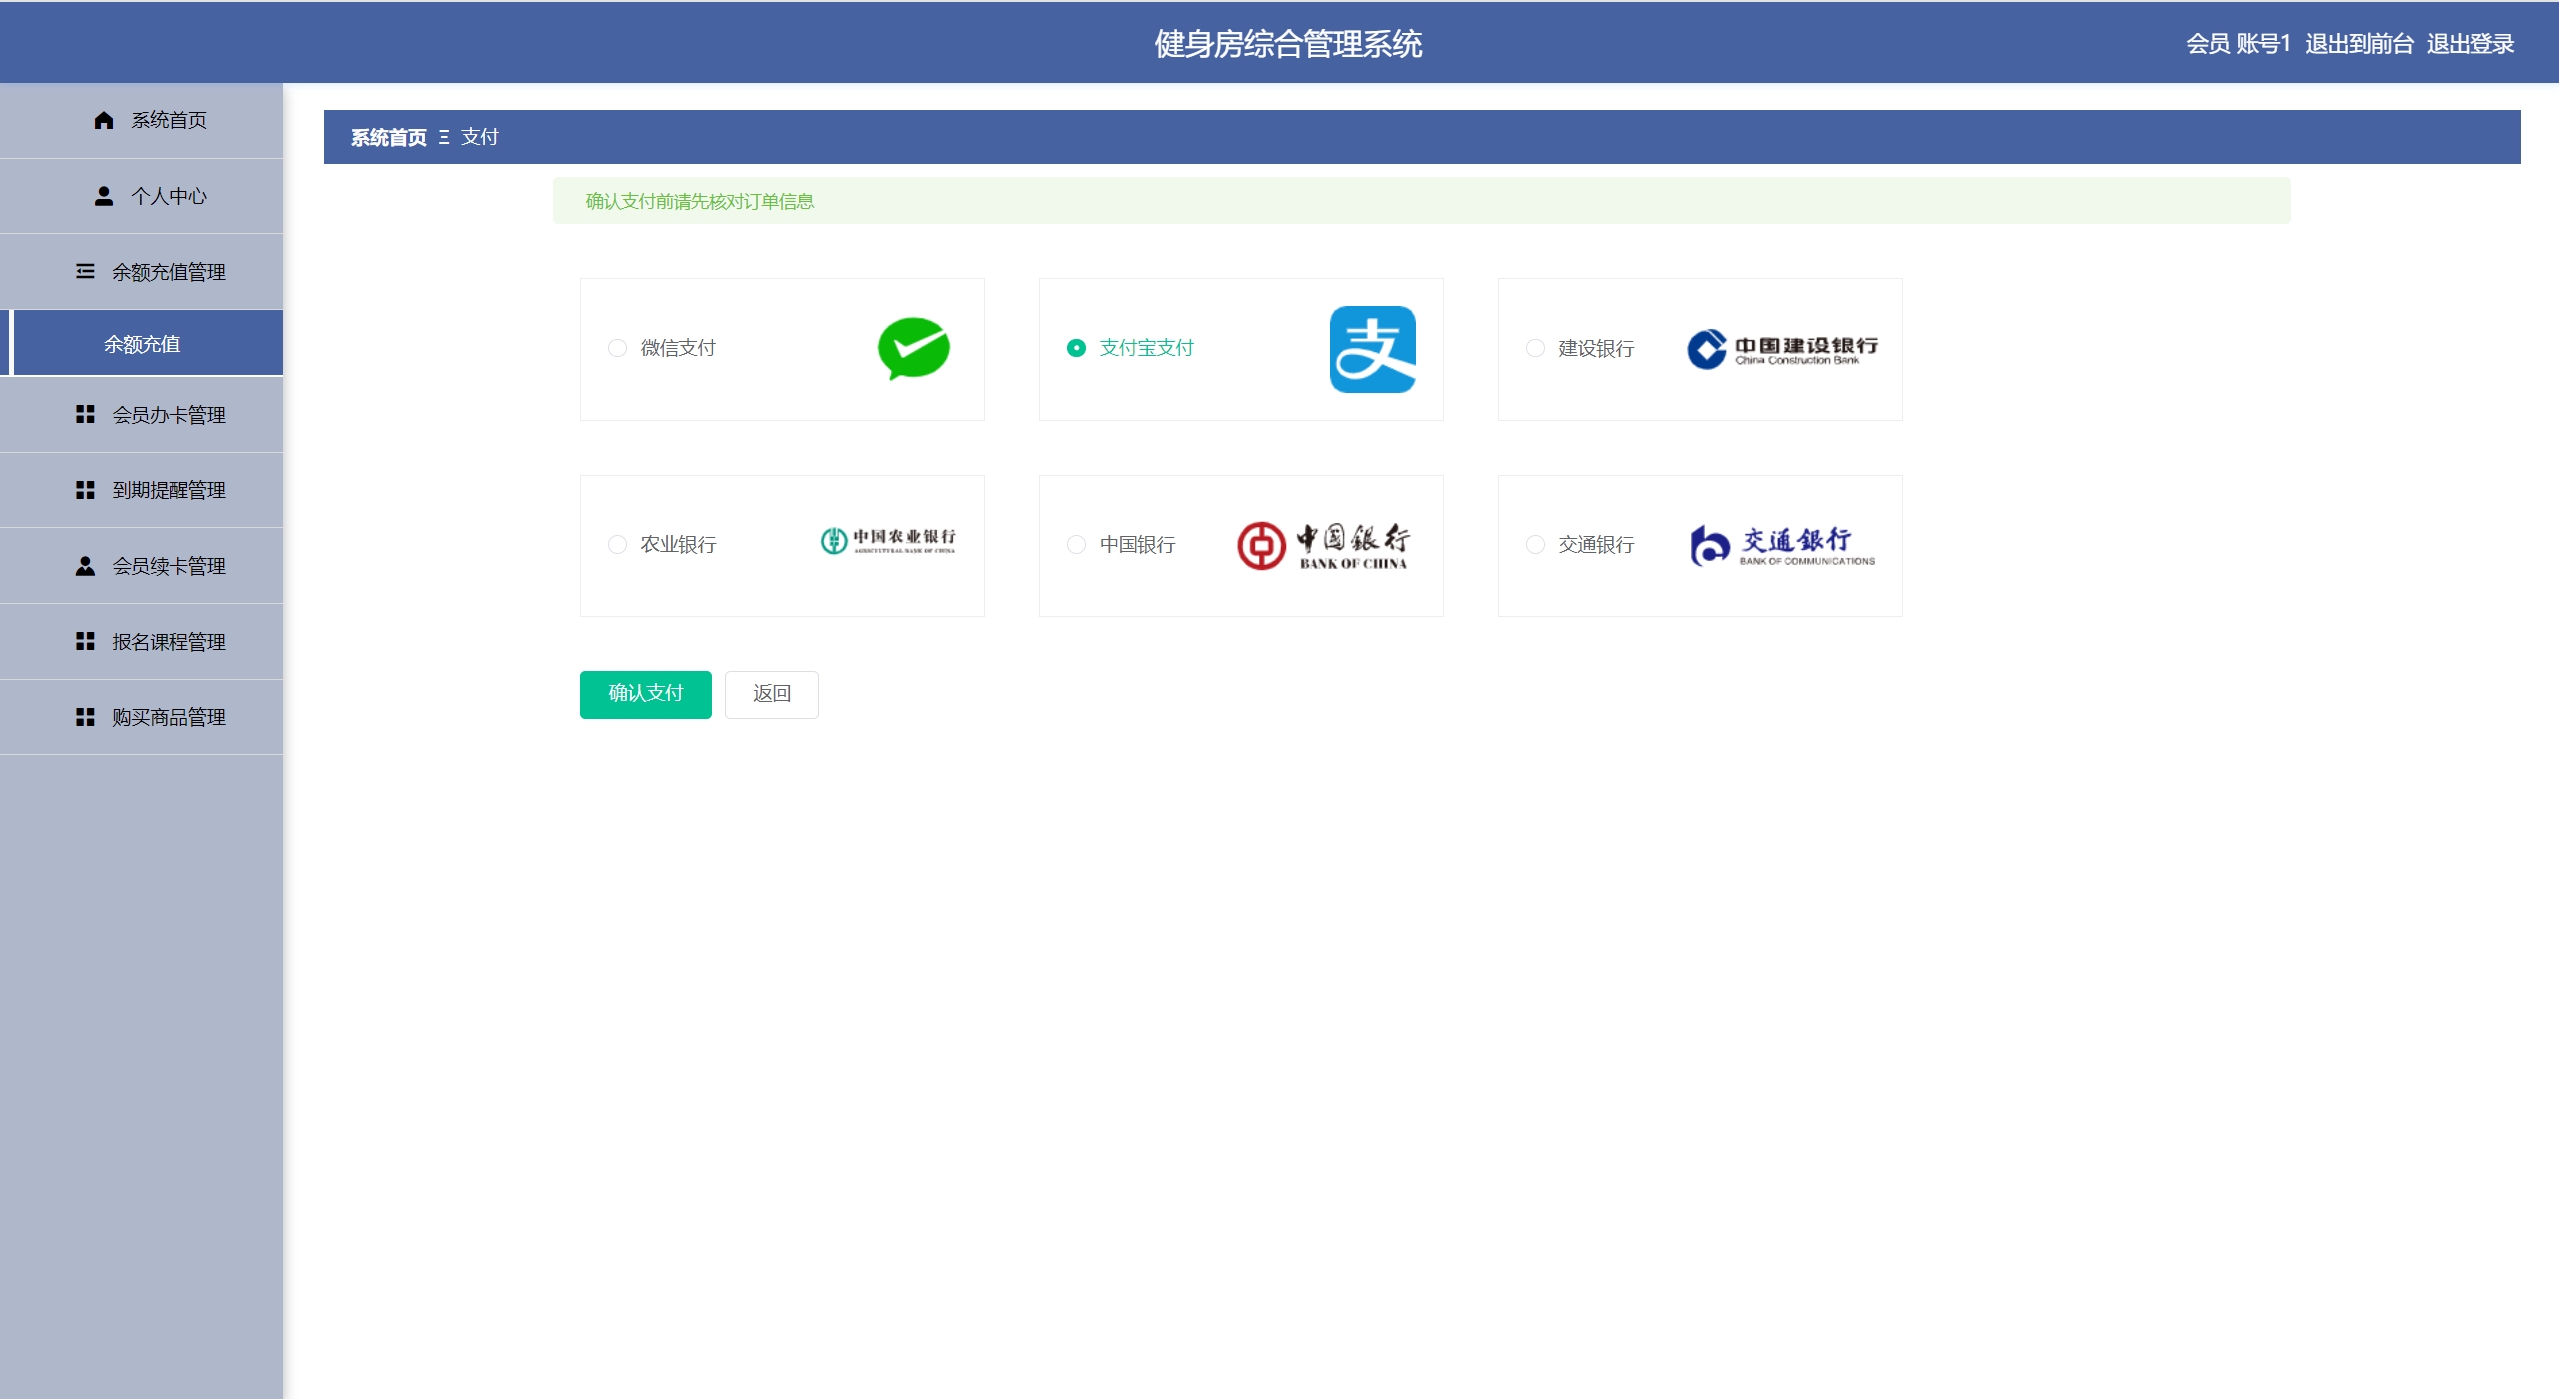 健身房综合管理系统
会员 账号1 退出到前台 退出登录
系统首页
个人中心
余额充值管理
余额充值
会员办卡管理
到期提醒管理
会员续卡管理
报名课程管理
购买商品管理
系统首页 Ξ 支付
确认支付前请先核对订单信息
微信支付
支付宝支付
支
建设银行
中国建设银行
China Construction Bank
农业银行
中国农业银行
AGRICULTURAL BANK OF CHINA
中国银行
中国銀行
BANK OF CHINA
交通银行
交通銀行
BANK OF COMMUNICATIONS
确认支付 返回